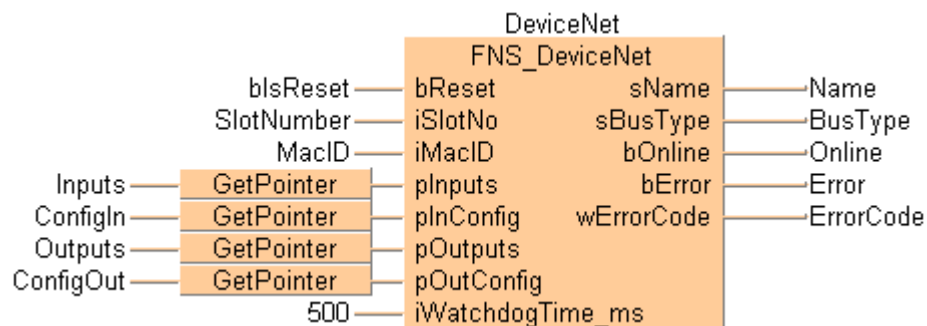 DeviceNet
FNS_DeviceNet
bIsReset bReset sName Name
SlotNumber iSlotNo sBusType BusType
MacID iMacID bOnline Online
Inputs GetPointer pInputs bError Error
ConfigIn GetPointer pInConfig wErrorCode ErrorCode
Outputs GetPointer pOutputs
ConfigOut GetPointer pOutConfig
500 iWatchdogTime_ms